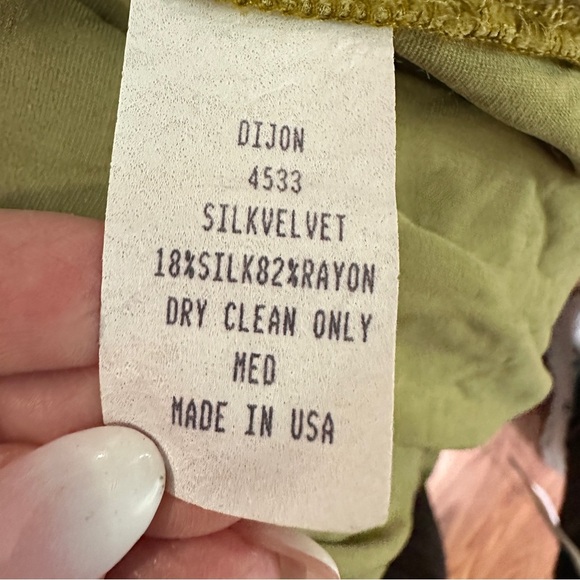 DIJON
4533
SILKVELVET
18%SILK82%RAYON
DRY CLEAN ONLY
MED
MADE IN USA